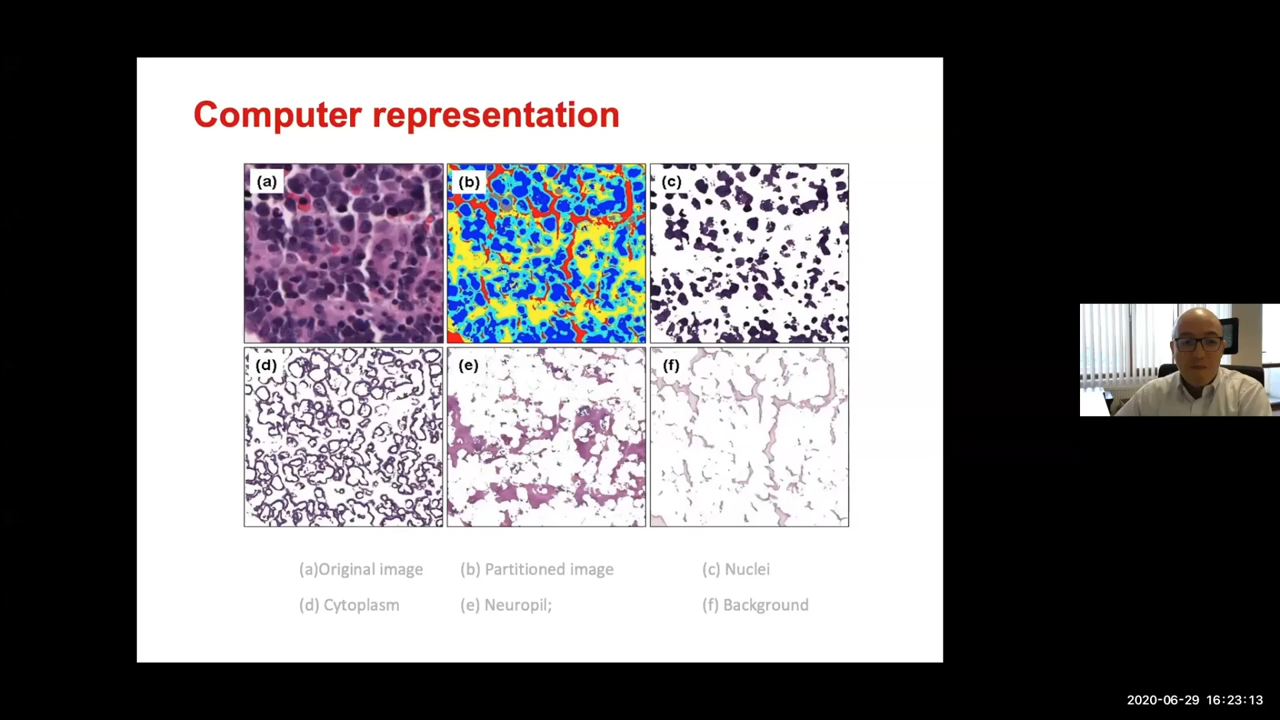 Computer representation
(a) (b) (c)
(d) (e) (f)
(a)Original image (b) Partitioned image (c) Nuclei
(d) Cytoplasm (e) Neuropil; (f) Background
2020-06-29 16:23:13